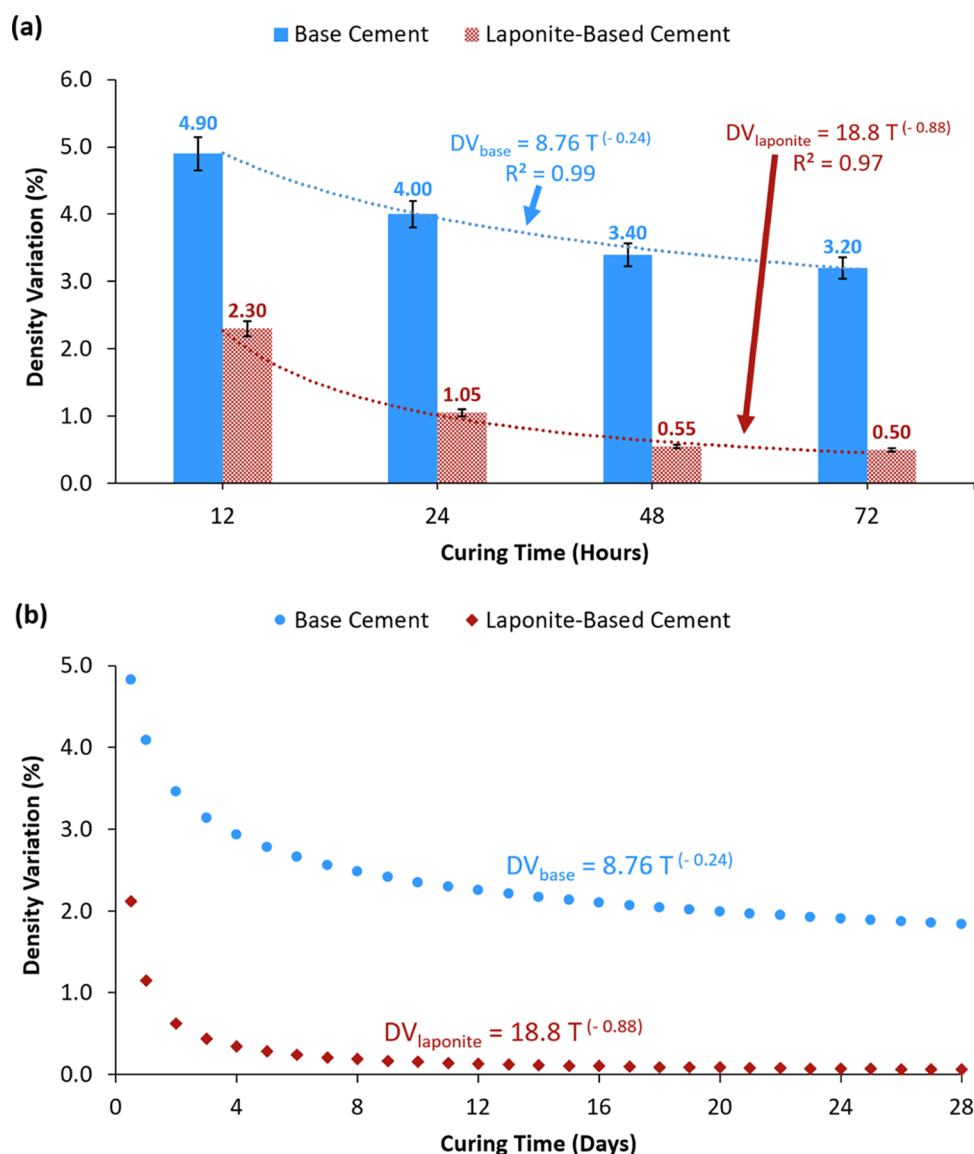 (a)
Base Cement Laponite-Based Cement
6.0
5.0
4.0
3.0
2.0
1.0
0.0
Density Variation (%)
4.90
4.00
3.40
3.20
2.30
1.05
0.55
0.50
DV_base = 8.76 T^(- 0.24)
R² = 0.99
DV_laponite = 18.8 T^(- 0.88)
R² = 0.97
12 24 48 72
Curing Time (Hours)
(b)
Base Cement Laponite-Based Cement
5.0
4.0
3.0
2.0
1.0
0.0
Density Variation (%)
DV_base = 8.76 T^(- 0.24)
DV_laponite = 18.8 T^(- 0.88)
0 4 8 12 16 20 24 28
Curing Time (Days)